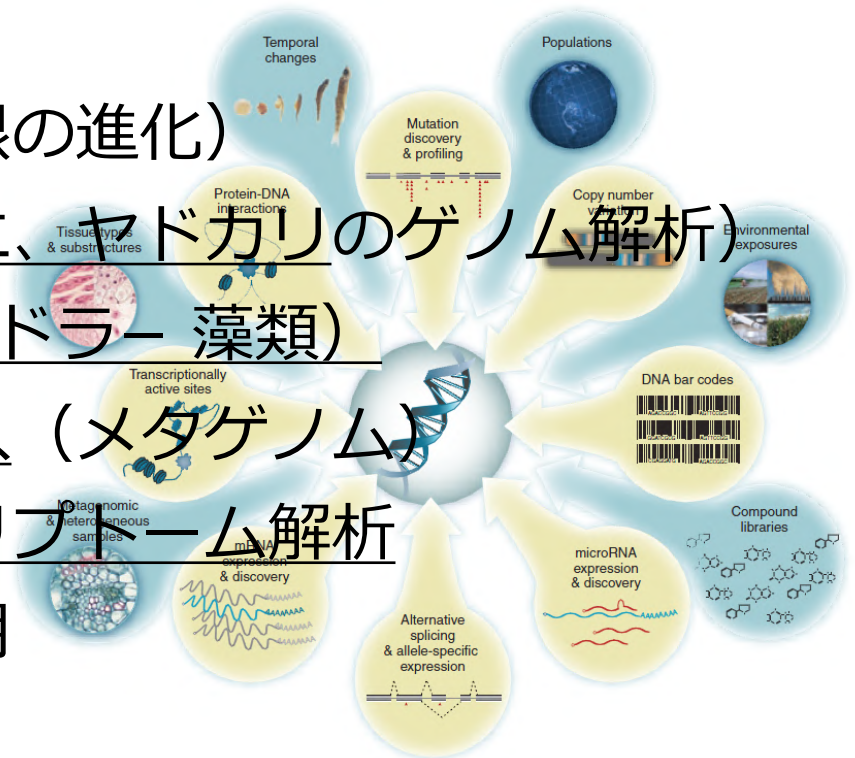 Temporal
changes
Populations
の進化）
Mutation
discovery
& profiling
Protein-DNA
interactions
Copy number
variation
Tissue types
& substructures
、ヤドカリのゲノム解析）
Environmental
exposures
ドラー 藻類）
Transcriptionally
active sites
DNA bar codes
、（メタゲノム）
Metagenomic
& heterogeneous
samples
リプトーム解析
mRNA
expression
& discovery
microRNA
expression
& discovery
Compound
libraries
Alternative
splicing
& allele-specific
expression